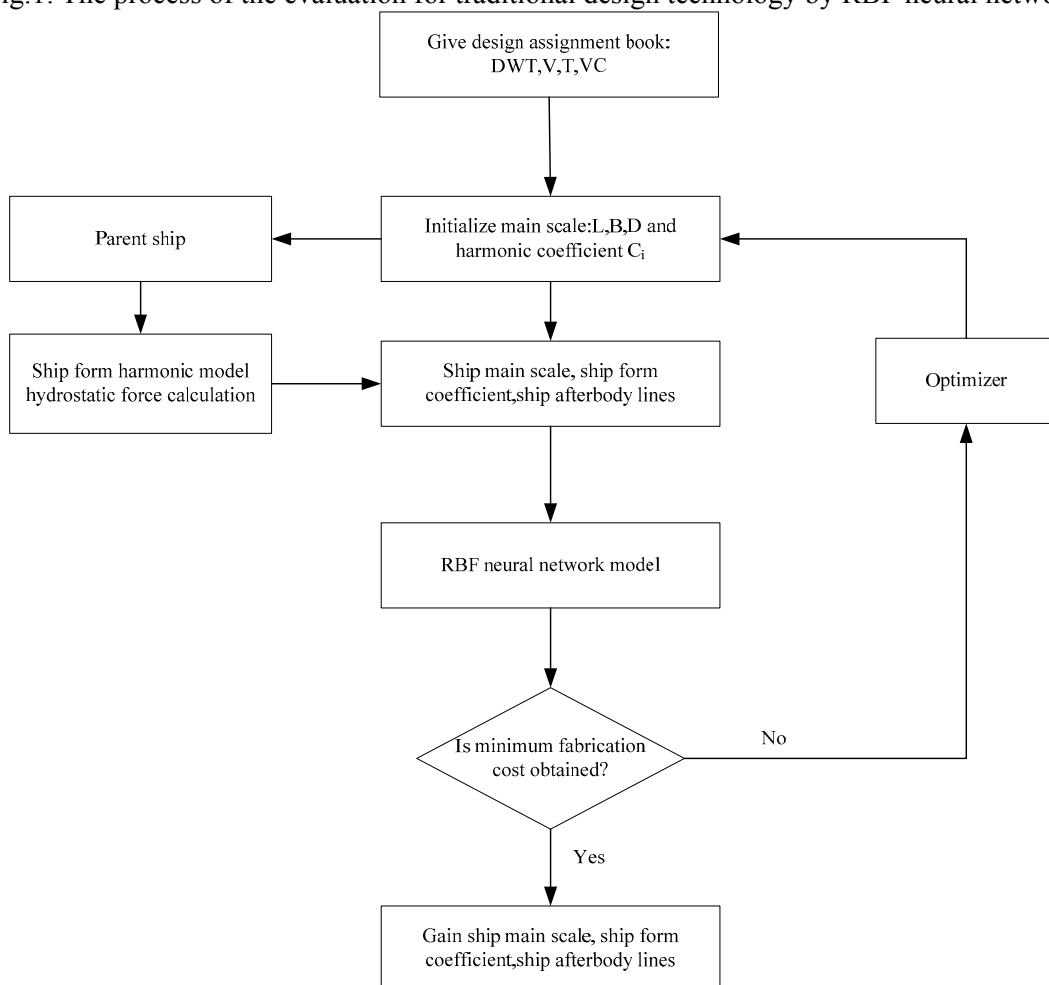 g.1. The process of the evaluation for traditional design technology by RBF neural netwo
Give design assignment book:
DWT,V,T,VC
Parent ship
Initialize main scale:L,B,D and
harmonic coefficient Ci
Ship form harmonic model
hydrostatic force calculation
Ship main scale, ship form
coefficient,ship afterbody lines
Optimizer
RBF neural network model
Is minimum fabrication
cost obtained?
No
Yes
Gain ship main scale, ship form
coefficient,ship afterbody lines